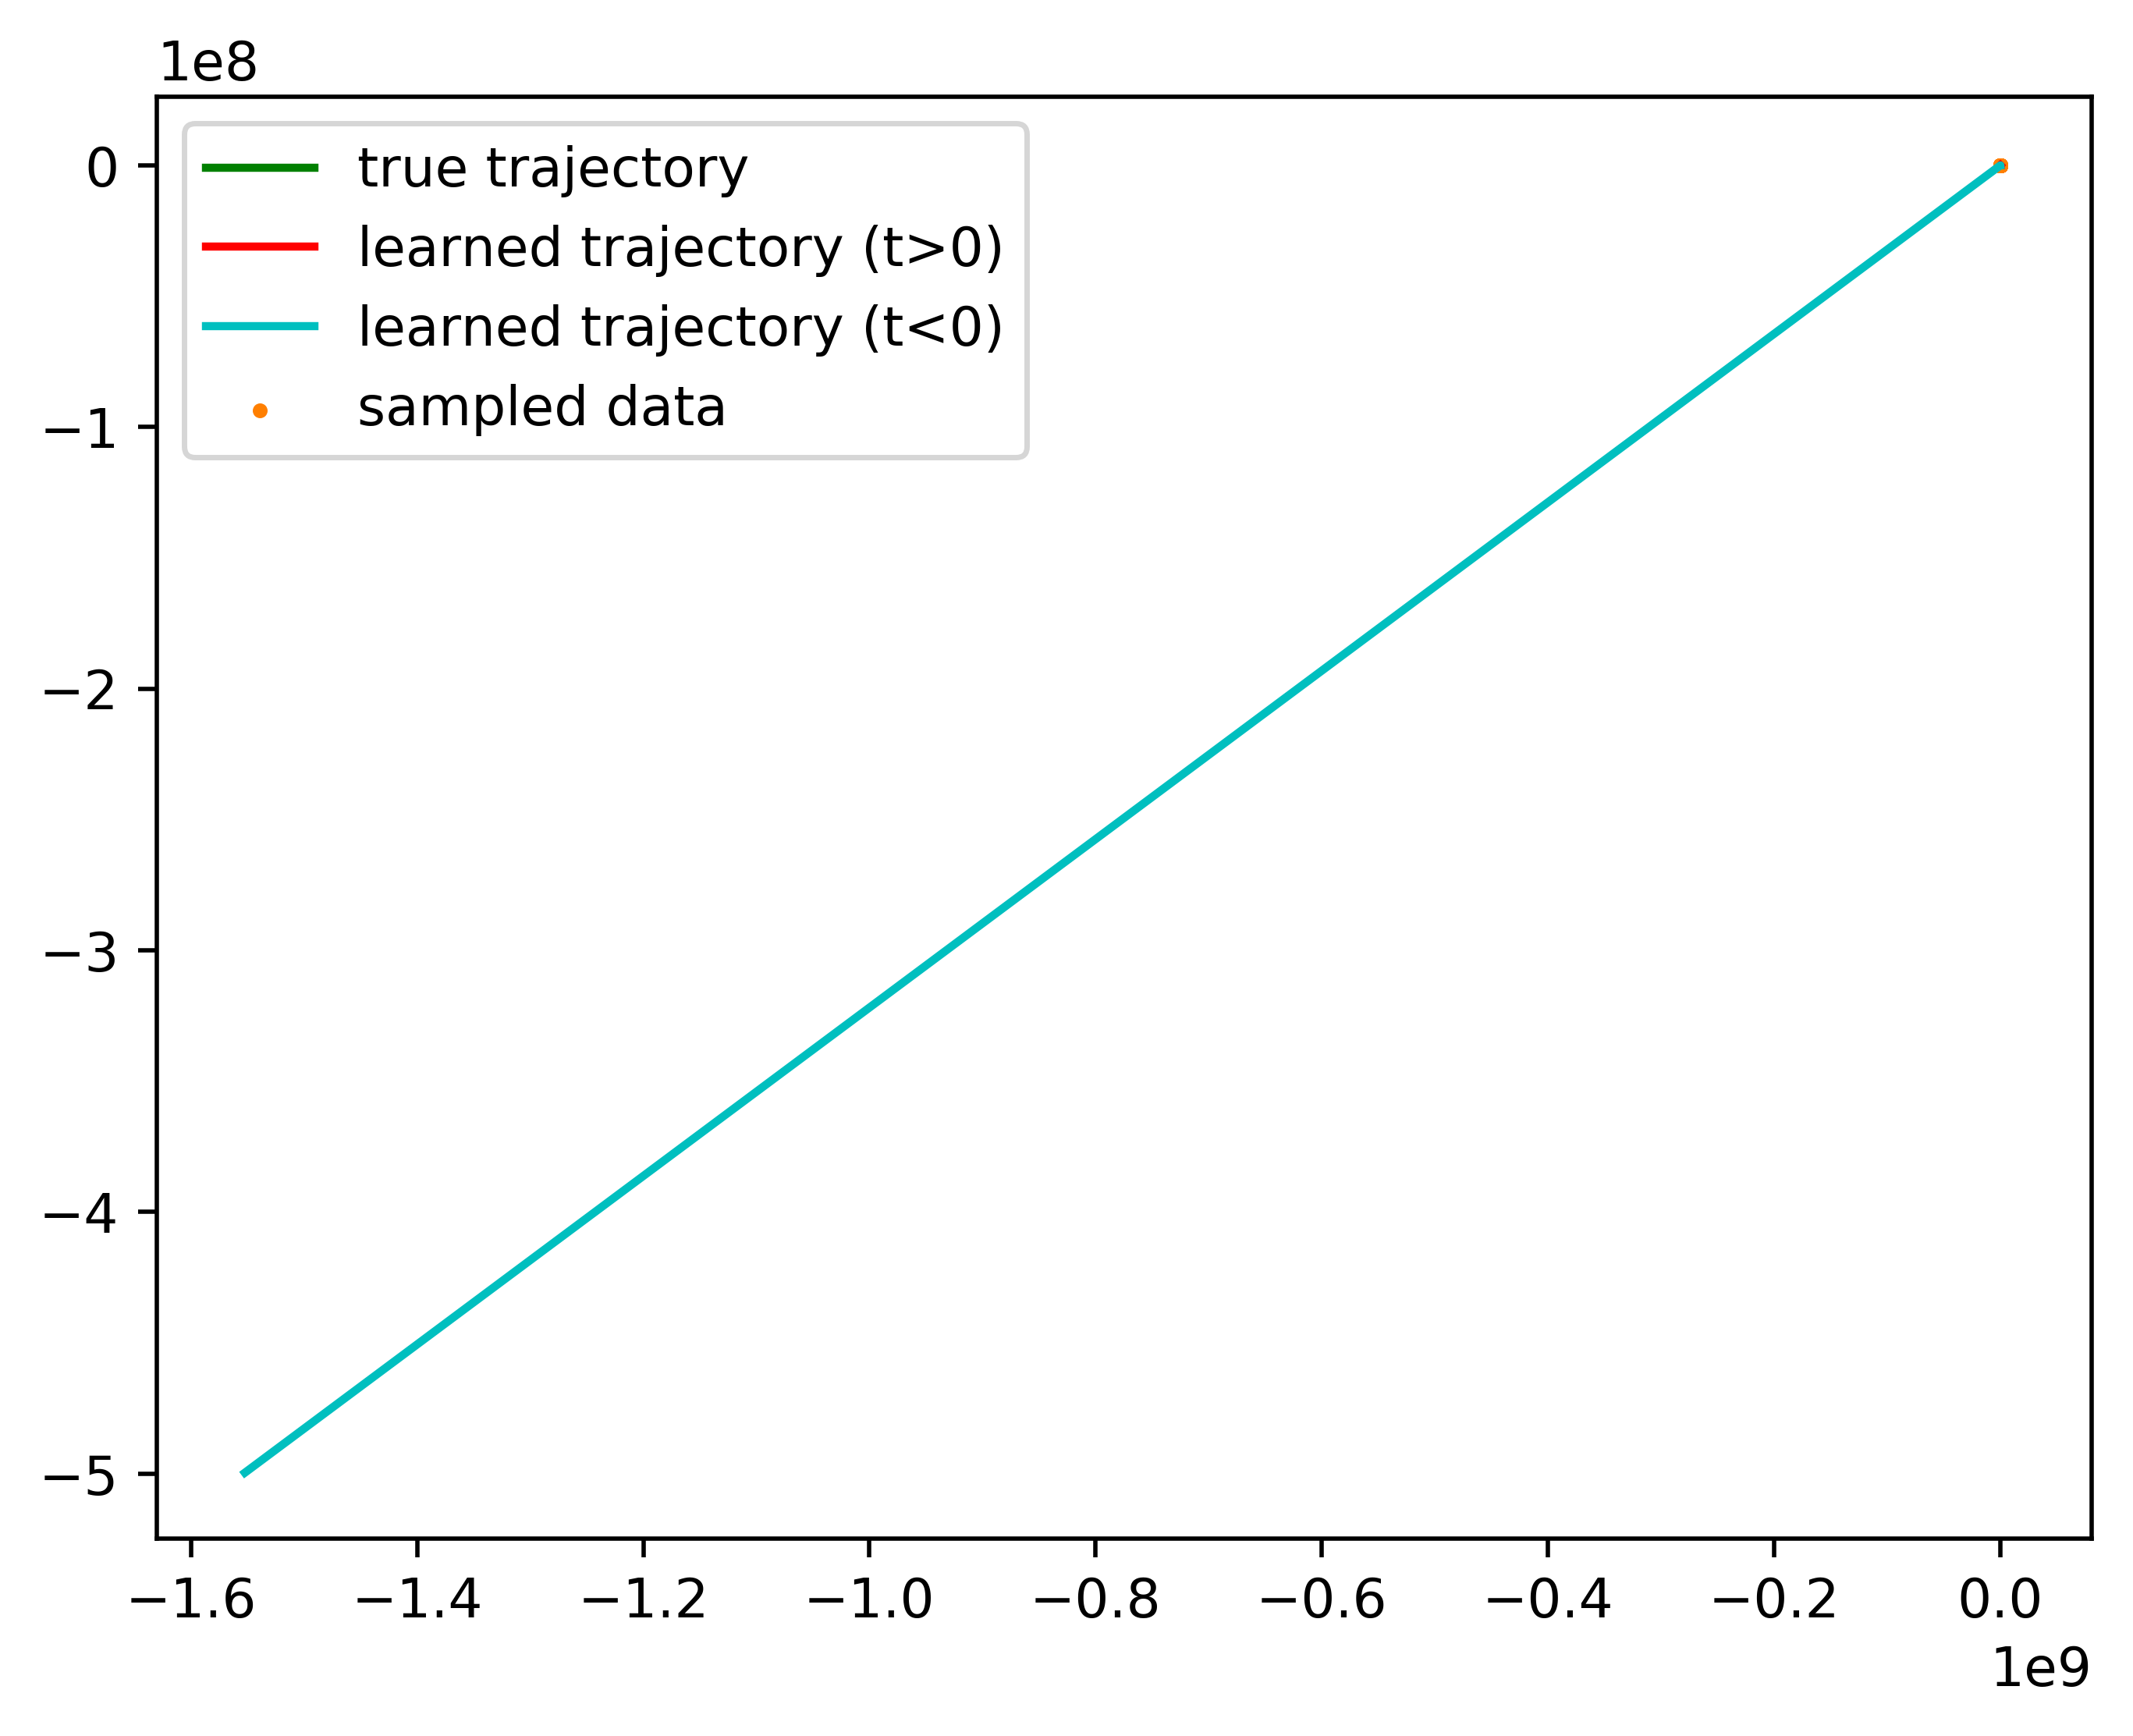 1e8
true trajectory
learned trajectory (t>0)
learned trajectory (t<0)
sampled data
0
−1
−2
−3
−4
−5
−1.6 −1.4 −1.2 −1.0 −0.8 −0.6 −0.4 −0.2 0.0
1e9